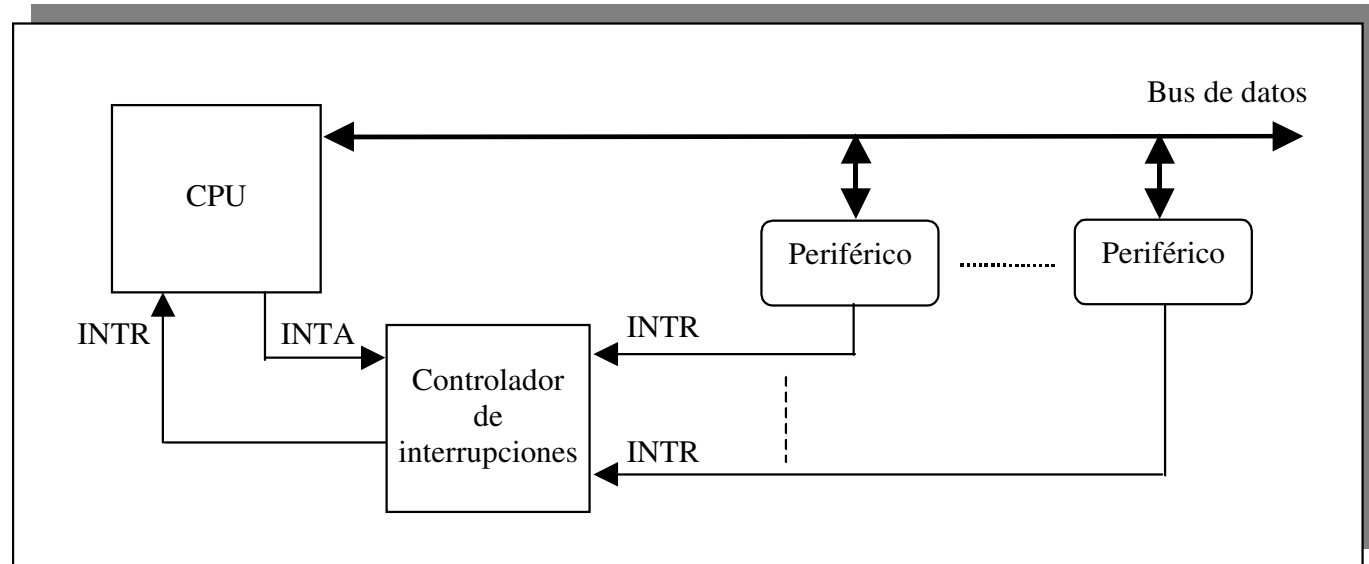 Bus de datos
CPU
Periférico
Periférico
INTR
INTA
INTR
Controlador
de
interrupciones
INTR